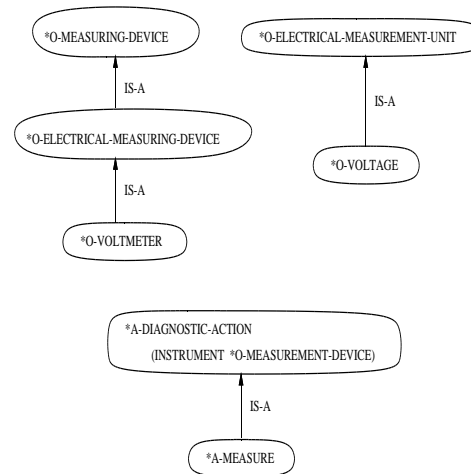 *O-MEASURING-DEVICE
*O-ELECTRICAL-MEASUREMENT-UNIT
IS-A
IS-A
*O-ELECTRICAL-MEASURING-DEVICE
*O-VOLTAGE
IS-A
*O-VOLTMETER
*A-DIAGNOSTIC-ACTION
(INSTRUMENT *O-MEASUREMENT-DEVICE)
IS-A
*A-MEASURE